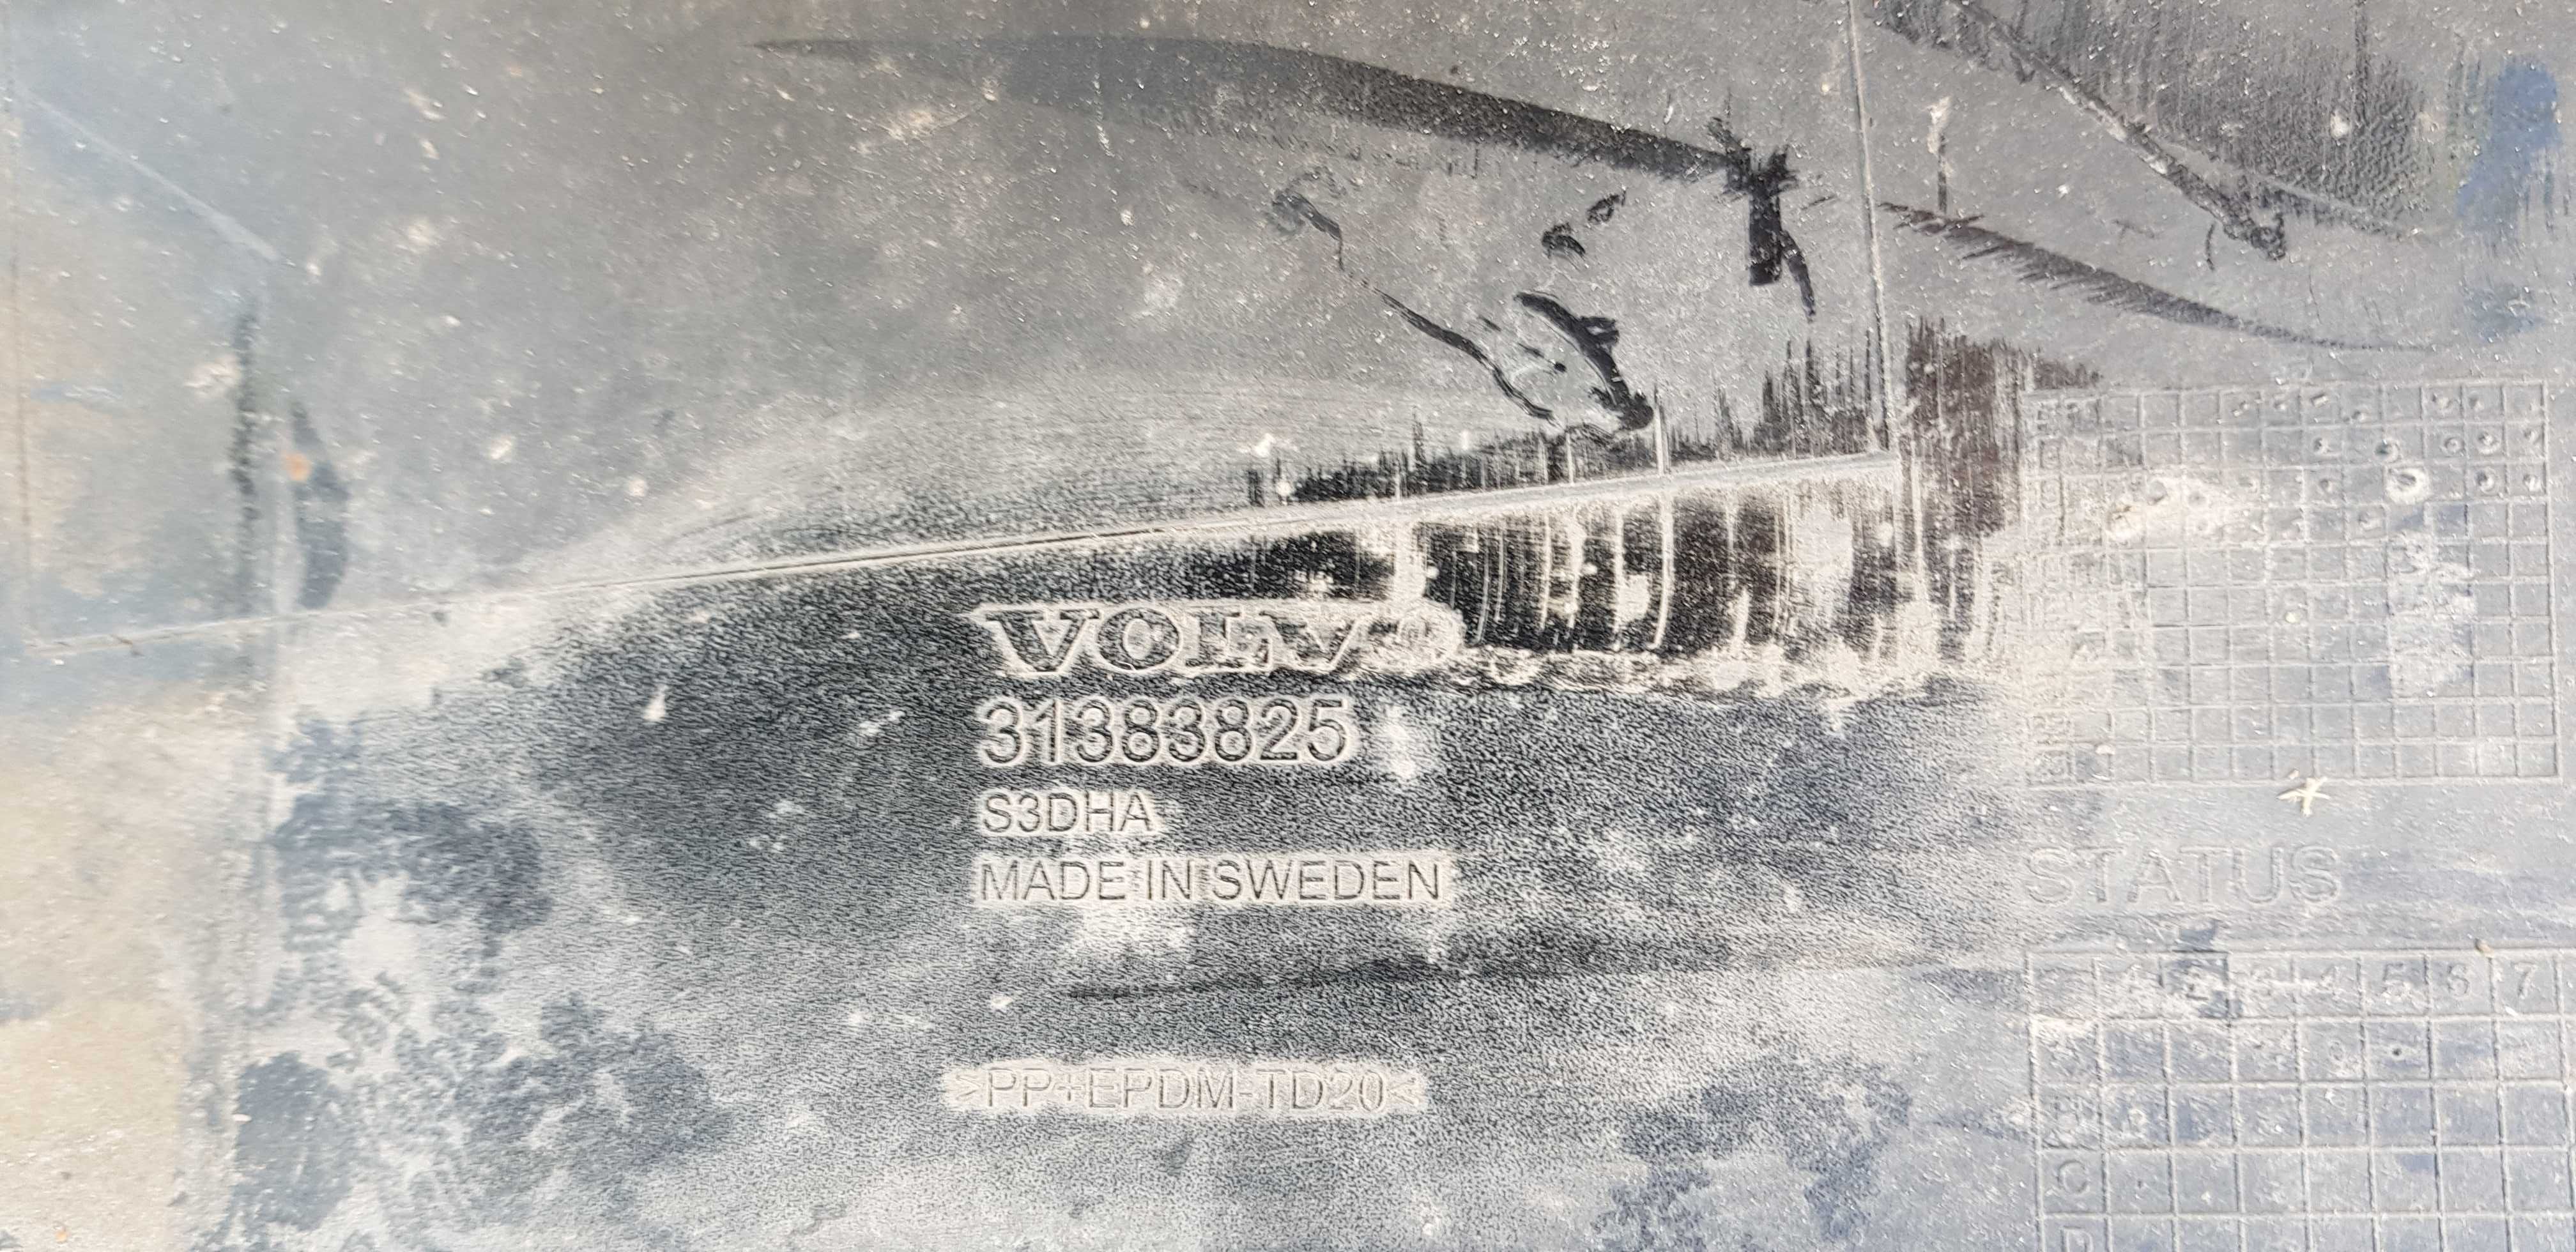 VOLVO
31383825
S3DHA
MADE IN SWEDEN
>PP+EPDM-TD20<
STATUS
1 2 3 4 5 6 7
A
B
C
D